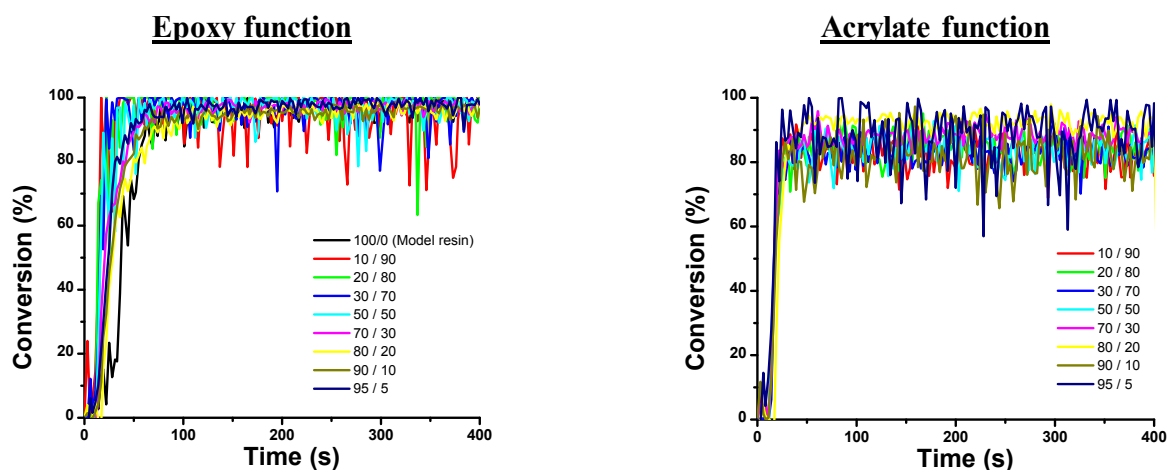 Epoxy function
Acrylate function
100
80
60
40
20
0
Conversion (%)
100/0 (Model resin)
10 / 90
20 / 80
30 / 70
50 / 50
70 / 30
80 / 20
90 / 10
95 / 5
0
100
200
300
400
Time (s)
100
80
60
40
20
0
Conversion (%)
10 / 90
20 / 80
30 / 70
50 / 50
70 / 30
80 / 20
90 / 10
95 / 5
0
100
200
300
400
Time (s)